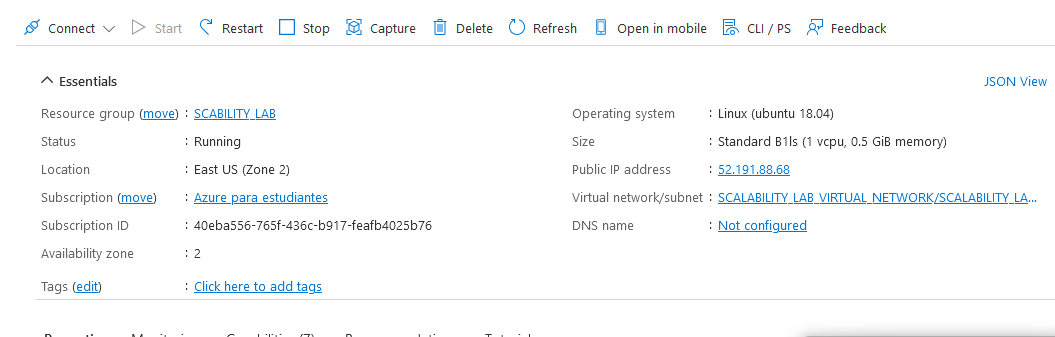 Connect Start Restart Stop Capture Delete Refresh Open in mobile CLI / PS Feedback
Essentials JSON View
Resource group (move) : SCABILITY_LAB
Status : Running
Location : East US (Zone 2)
Subscription (move) : Azure para estudiantes
Subscription ID : 40eba556-765f-436c-b917-feafb4025b76
Availability zone : 2
Tags (edit) : Click here to add tags
Operating system : Linux (ubuntu 18.04)
Size : Standard B1ls (1 vcpu, 0.5 GiB memory)
Public IP address : 52.191.88.68
Virtual network/subnet : SCALABILITY_LAB_VIRTUAL_NETWORK/SCALABILITY_LA...
DNS name : Not configured